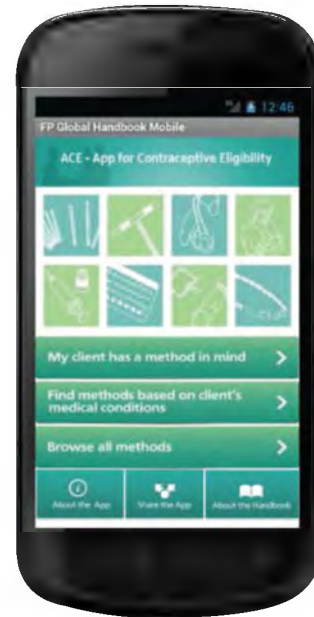 12:46
FP Global Handbook Mobile
ACE - App for Contraceptive Eligibility
My client has a method in mind
Find methods based on client's
medical conditions
Browse all methods
About the App
Share the App
About the Handbook